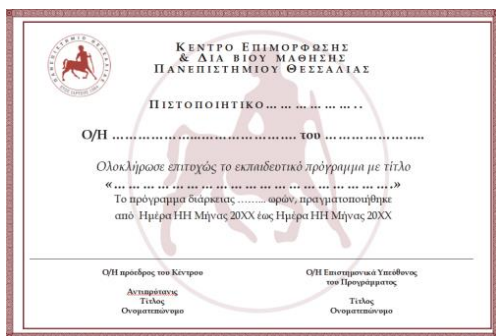 ΠΑΝΕΠΙΣΤΗΜΙΟ ΘΕΣΣΑΛΙΑΣ
ΚΕΝΤΡΟ ΕΠΙΜΟΡΦΩΣΗΣ
& ΔΙΑ ΒΙΟΥ ΜΑΘΗΣΗΣ
ΠΑΝΕΠΙΣΤΗΜΙΟΥ ΘΕΣΣΑΛΙΑΣ
ΠΙΣΤΟΠΟΙΗΤΙΚΟ... ... ... ... ... ..
Ο/Η ................................. του ......................
Ολοκλήρωσε επιτυχώς το εκπαιδευτικό πρόγραμμα με τίτλο
«... ... ... ... ... ... ... ... ... ... ... ... ... ... ...»
Το πρόγραμμα διάρκειας ......... ωρών, πραγματοποιήθηκε
από Ημέρα ΗΗ Μήνας 20ΧΧ έως Ημέρα ΗΗ Μήνας 20ΧΧ
Ο/Η πρόεδρος του Κέντρου
Αντιπρύτανις
Τίτλος
Ονοματεπώνυμο
Ο/Η Επιστημονικά Υπεύθυνος
του Προγράμματος
Τίτλος
Ονοματεπώνυμο